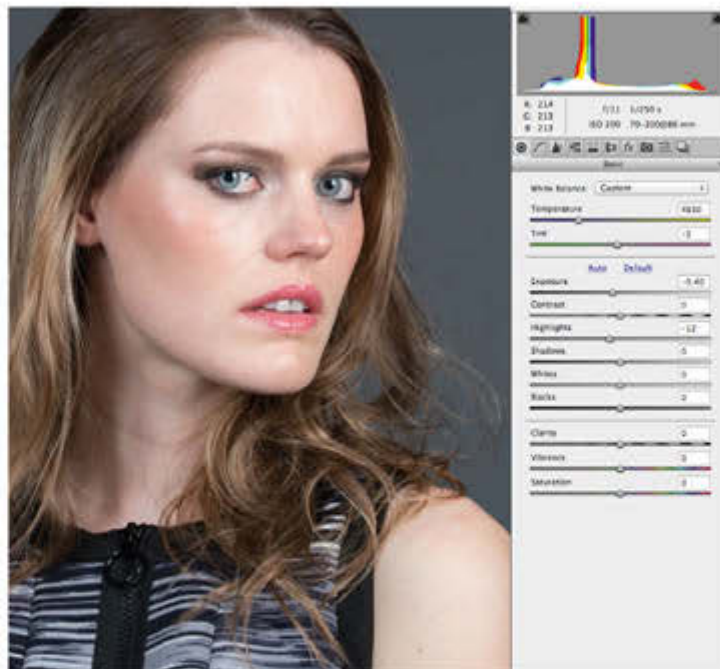 R: 214
G: 213
B: 213
f/11 1/250 s
ISO 200 70-200@86 mm
Basic
White Balance: Custom
Temperature
Tint -3
Auto Default
Exposure -0.40
Contrast 0
Highlights -12
Shadows 0
Whites 0
Blacks 0
Clarity 0
Vibrance 0
Saturation 0